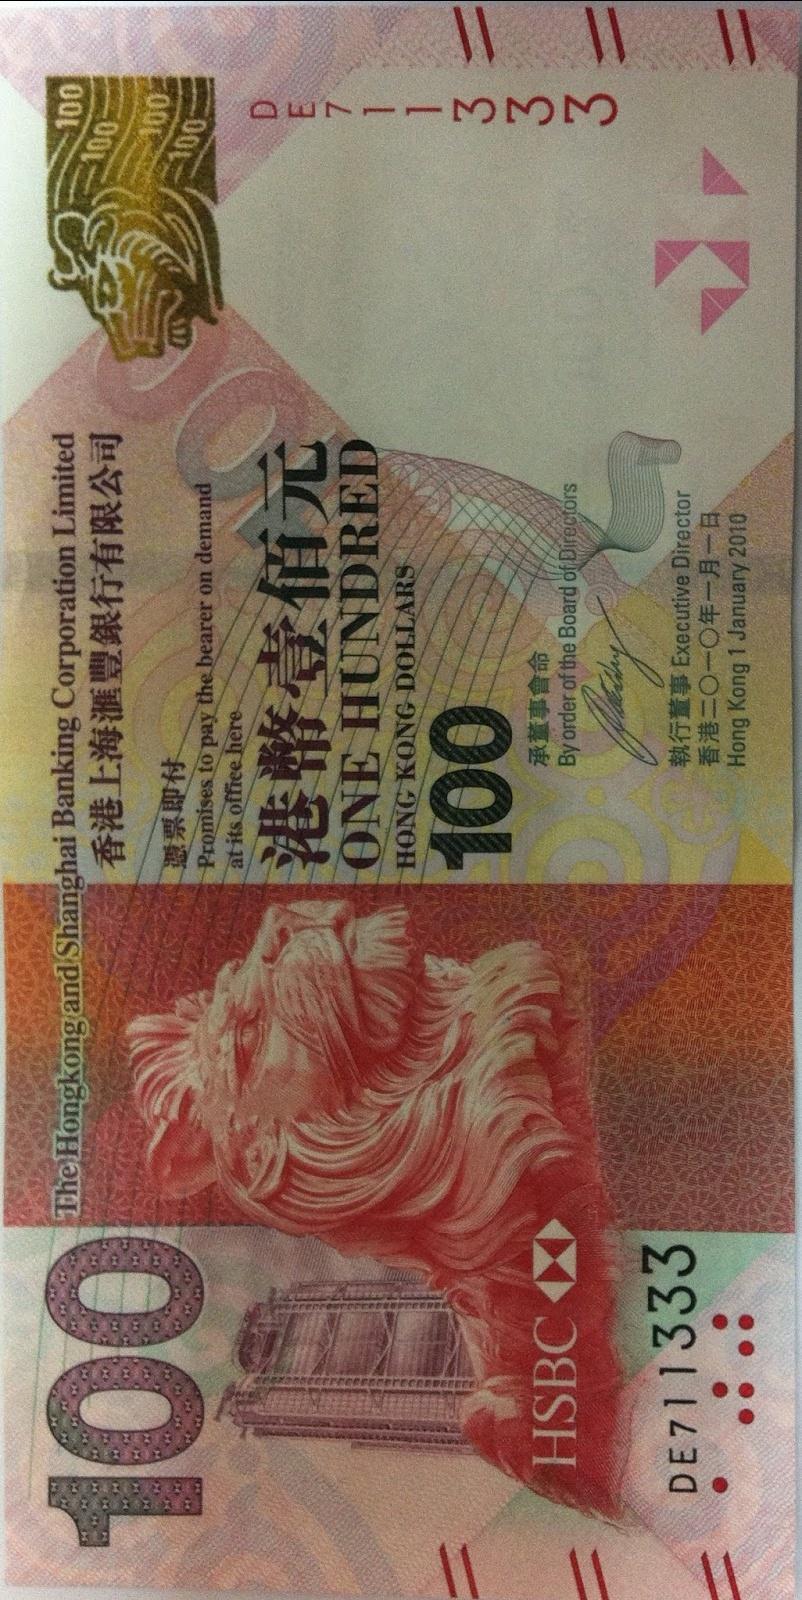 100
The Hongkong and Shanghai Banking Corporation Limited
香港上海滙豐銀行有限公司
憑票即付
Promises to pay the bearer on demand
at its office here
港幣壹佰元
ONE HUNDRED
HONG KONG DOLLARS
100
承董事會命
By order of the Board of Directors
執行董事 Executive Director
香港二〇一〇年一月一日
Hong Kong 1 January 2010
HSBC
DE711333
100
100
100
100
100
DE711333